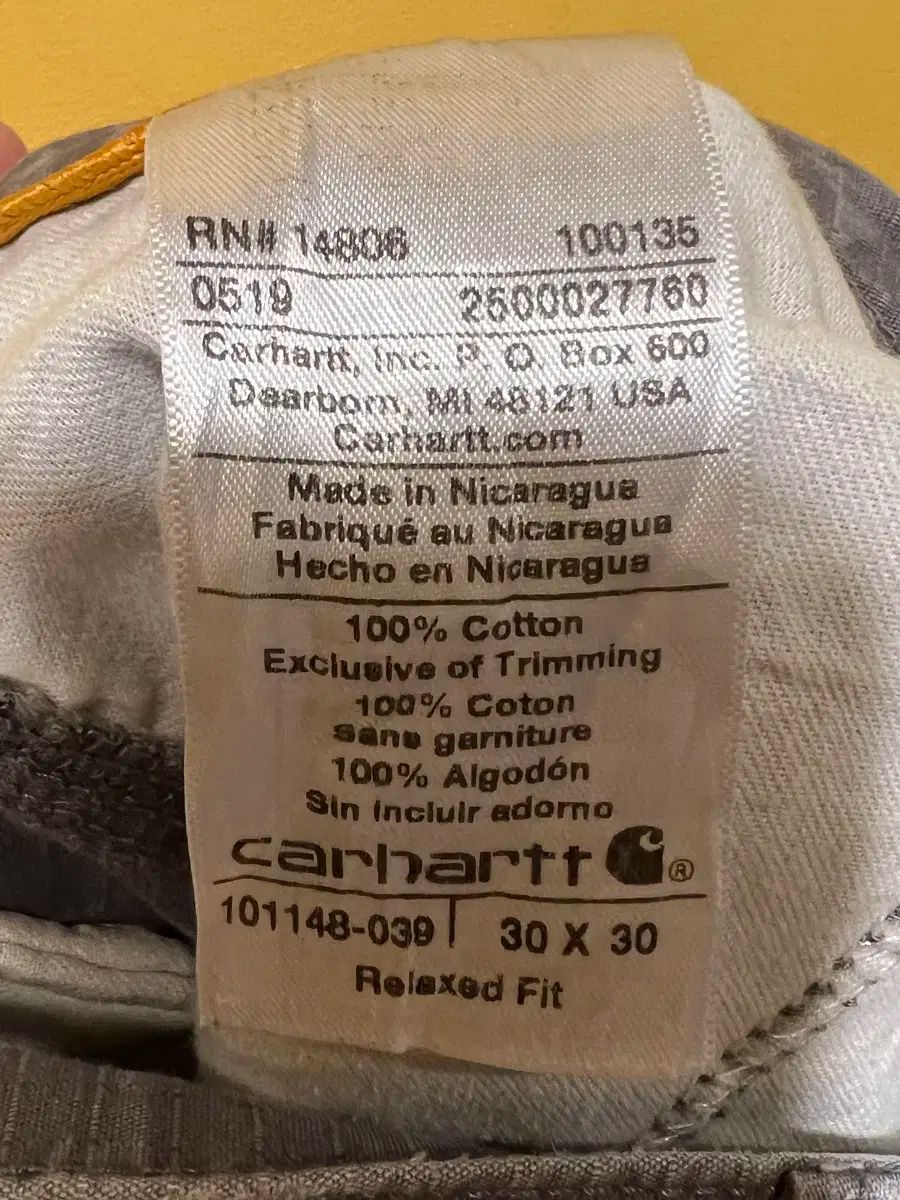 RN# 14806 100135
0519 2500027760
Carhartt, Inc. P. O. Box 600
Dearborn, MI 48121 USA
Carhartt.com
Made in Nicaragua
Fabriqué au Nicaragua
Hecho en Nicaragua
100% Cotton
Exclusive of Trimming
100% Coton
sans garniture
100% Algodón
Sin incluir adorno
carhartt ®
101148-039 30 X 30
Relaxed Fit